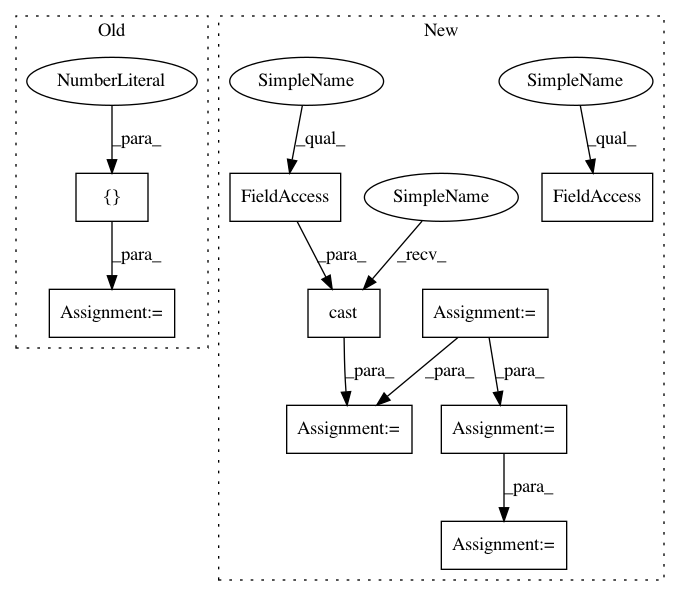 Old
New
NumberLiteral
SimpleName
SimpleName
_para_
_qual_
_qual_
{}
FieldAccess
SimpleName
FieldAccess
_para_
_para_
_recv_
Assignment:=
cast
Assignment:=
_para_
_para_
_para_
Assignment:=
Assignment:=
_para_
Assignment:=